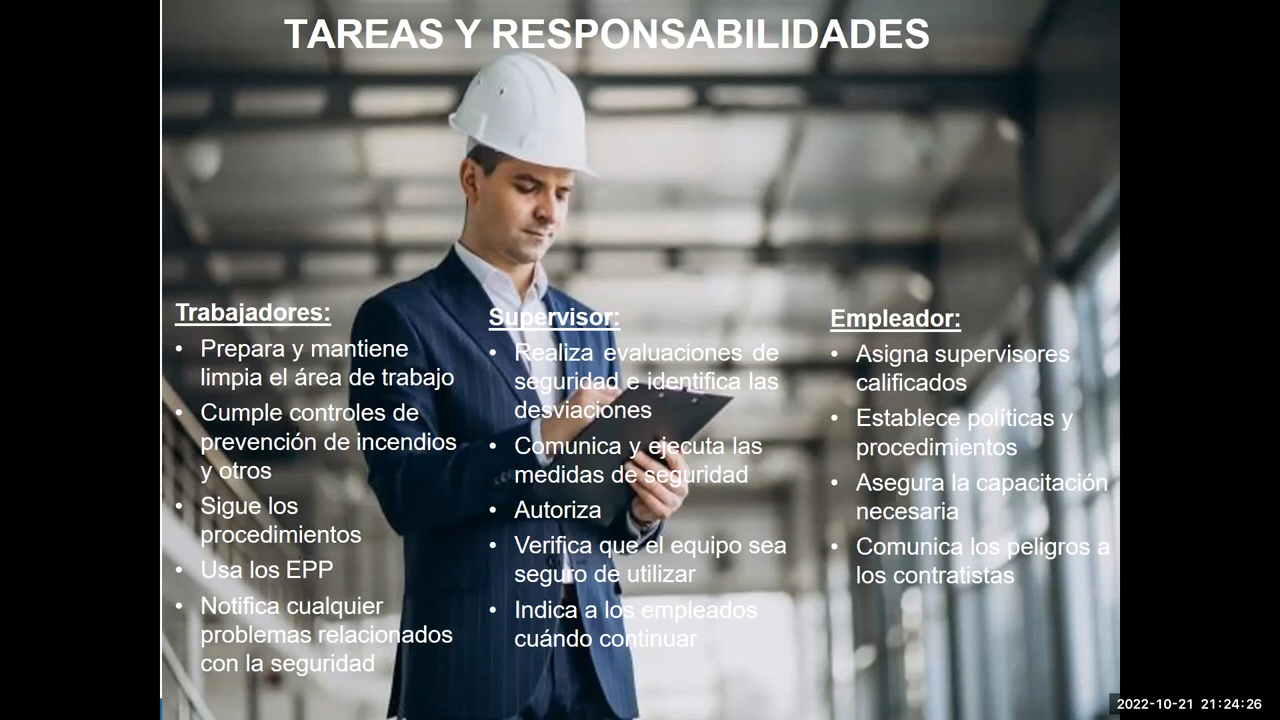 TAREAS Y RESPONSABILIDADES
Trabajadores:
• Prepara y mantiene
limpia el área de trabajo
• Cumple controles de
prevención de incendios
y otros
• Sigue los
procedimientos
• Usa los EPP
• Notifica cualquier
problemas relacionados
con la seguridad
Supervisor:
• Realiza evaluaciones de
seguridad e identifica las
desviaciones
• Comunica y ejecuta las
medidas de seguridad
• Autoriza
• Verifica que el equipo sea
seguro de utilizar
• Indica a los empleados
cuándo continuar
Empleador:
• Asigna supervisores
calificados
• Establece políticas y
procedimientos
• Asegura la capacitación
necesaria
• Comunica los peligros a
los contratistas
2022-10-21 21:24:26